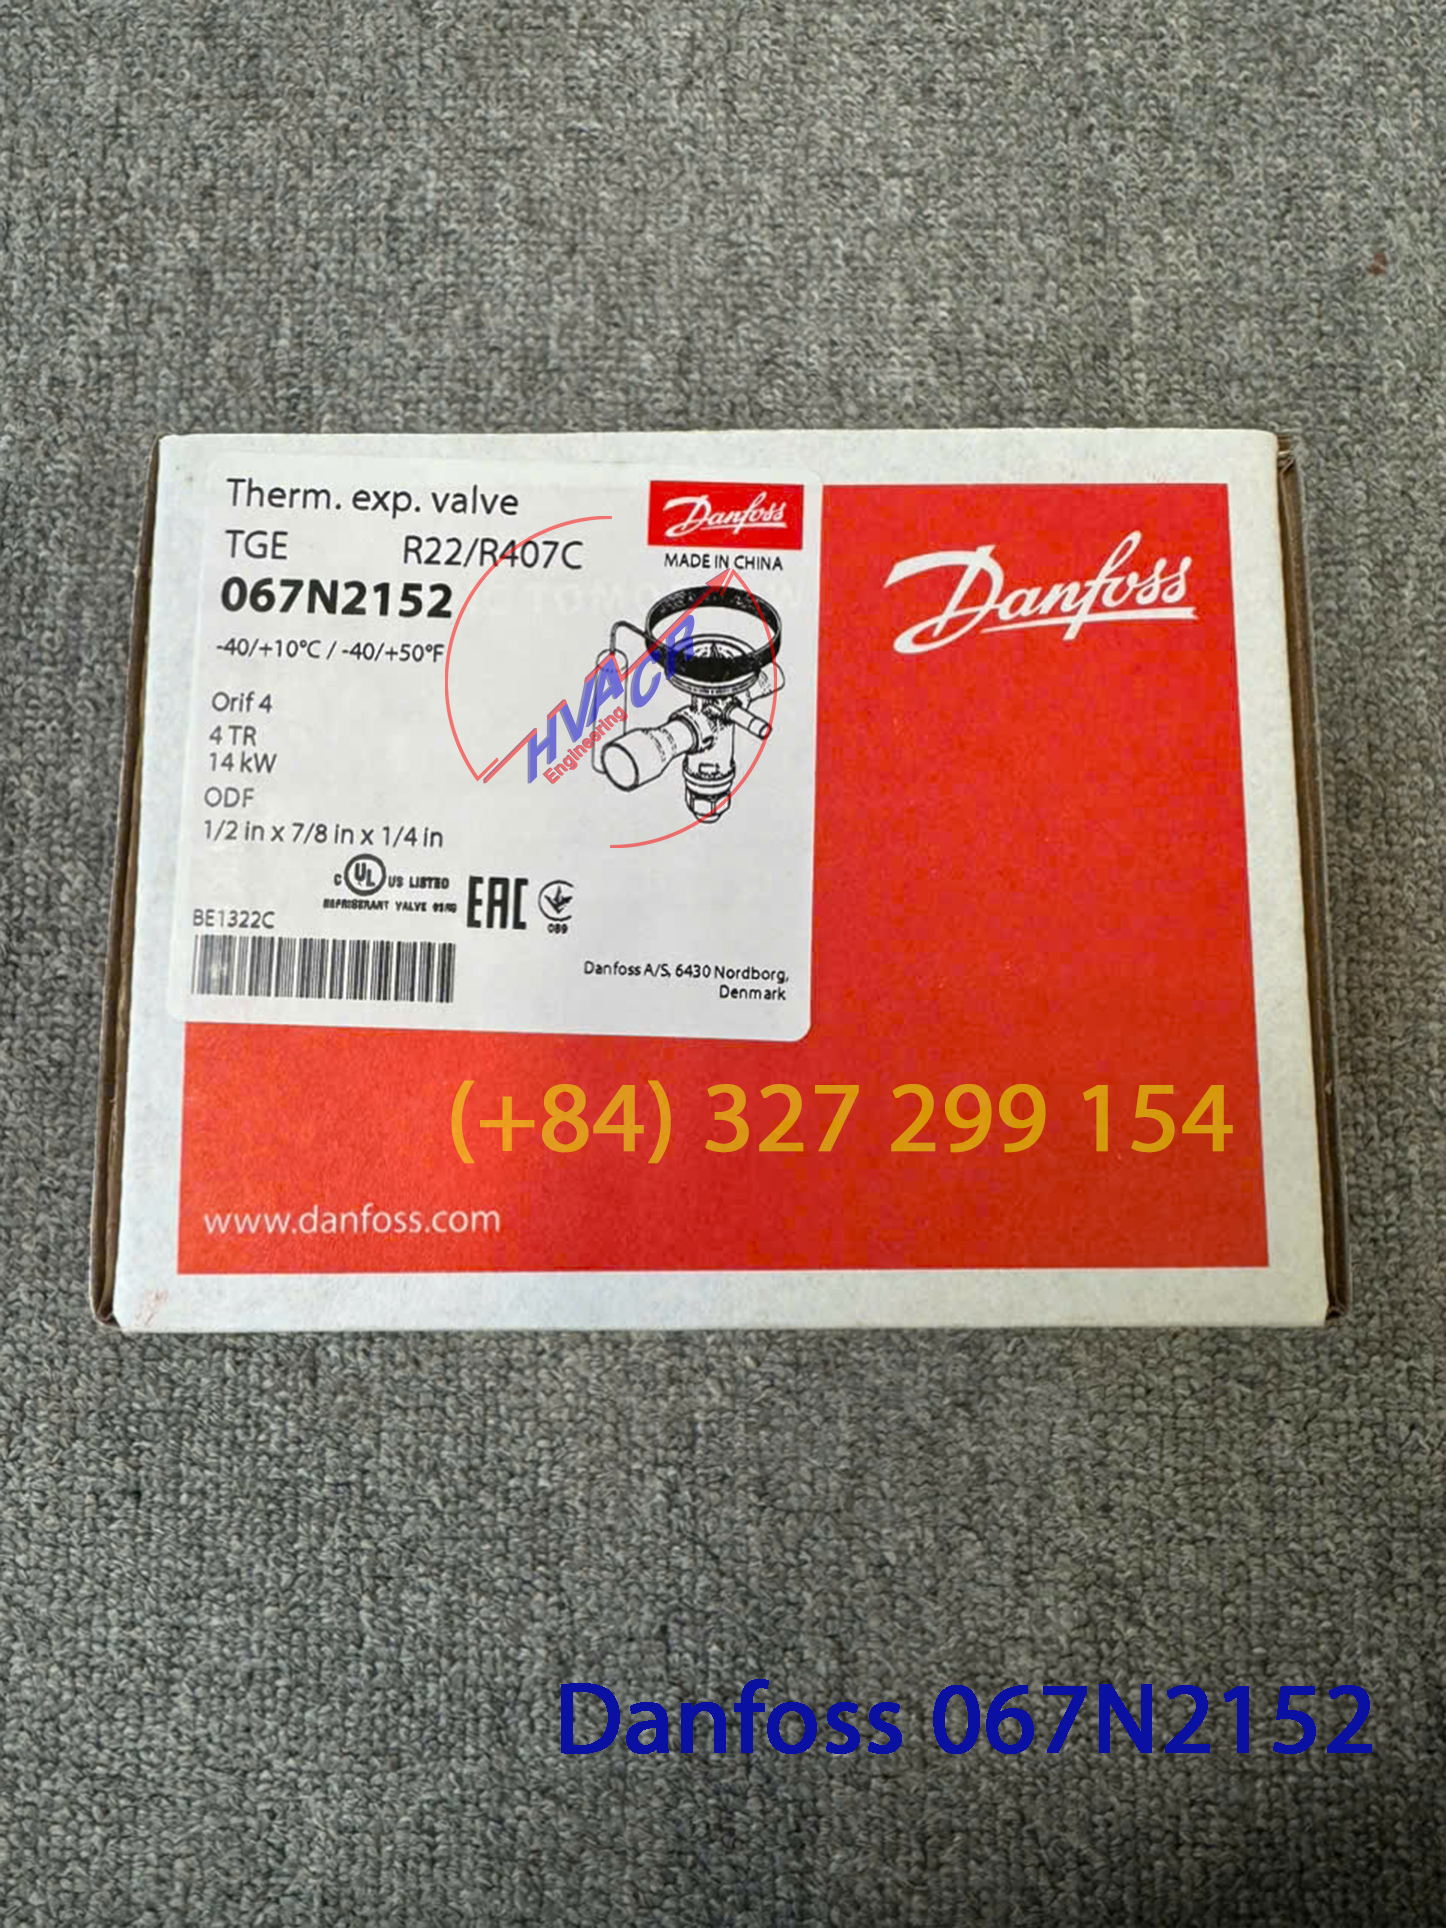 Therm. exp. valve
Danfoss
TGE R22/R407C
MADE IN CHINA
067N2152
-40/+10°C / -40/+50°F
Orif 4
4 TR
14 kW
ODF
1/2 in x 7/8 in x 1/4 in
C UL US LISTED
REFRIGERANT VALVE
EAC
089
BE1322C
Danfoss A/S, 6430 Nordborg,
Denmark
HVACR
Engineering
Danfoss
(+84) 327 299 154
www.danfoss.com
Danfoss 067N2152